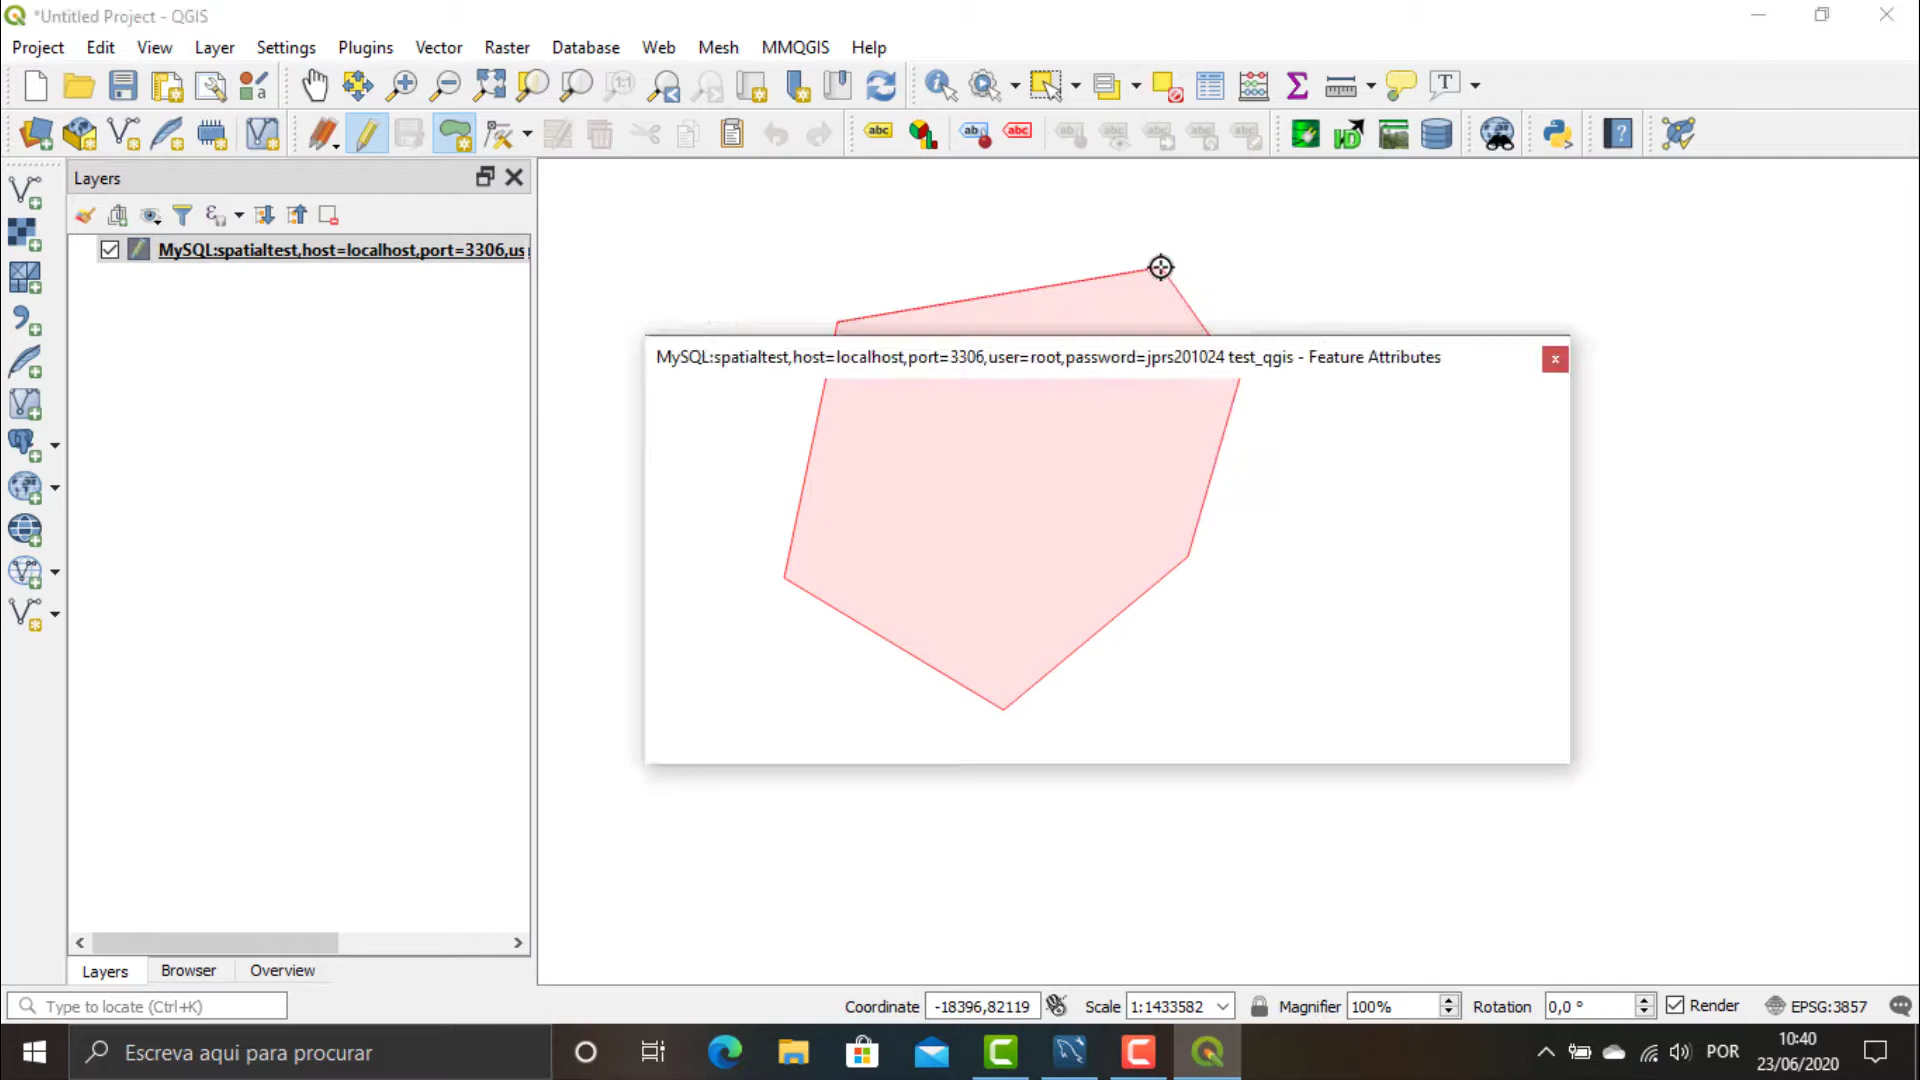 *Untitled Project - QGIS
Project Edit View Layer Settings Plugins Vector Raster Database Web Mesh MMQGIS Help
Layers
MySQL:spatialtest,host=localhost,port=3306,us
MySQL:spatialtest,host=localhost,port=3306,user=root,password=jprs201024 test_qgis - Feature Attributes
Layers Browser Overview
Type to locate (Ctrl+K)
Coordinate -18396,82119 Scale 1:1433582 Magnifier 100% Rotation 0,0 ° Render EPSG:3857
Escreva aqui para procurar
POR
10:40
23/06/2020